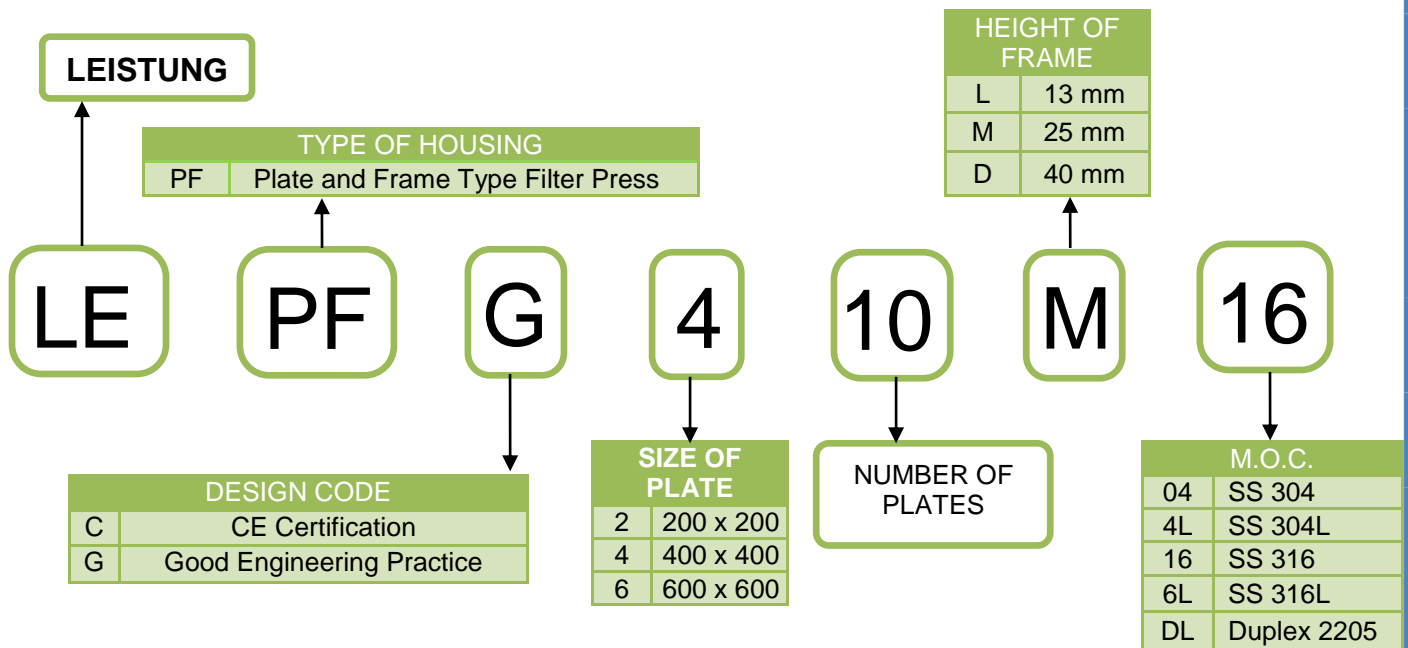 HEIGHT OF
FRAME
L 13 mm
M 25 mm
D 40 mm
LEISTUNG
TYPE OF HOUSING
PF Plate and Frame Type Filter Press
LE PF G 4 10 M 16
DESIGN CODE
C CE Certification
G Good Engineering Practice
SIZE OF
PLATE
2 200 x 200
4 400 x 400
6 600 x 600
NUMBER OF
PLATES
M.O.C.
04 SS 304
4L SS 304L
16 SS 316
6L SS 316L
DL Duplex 2205